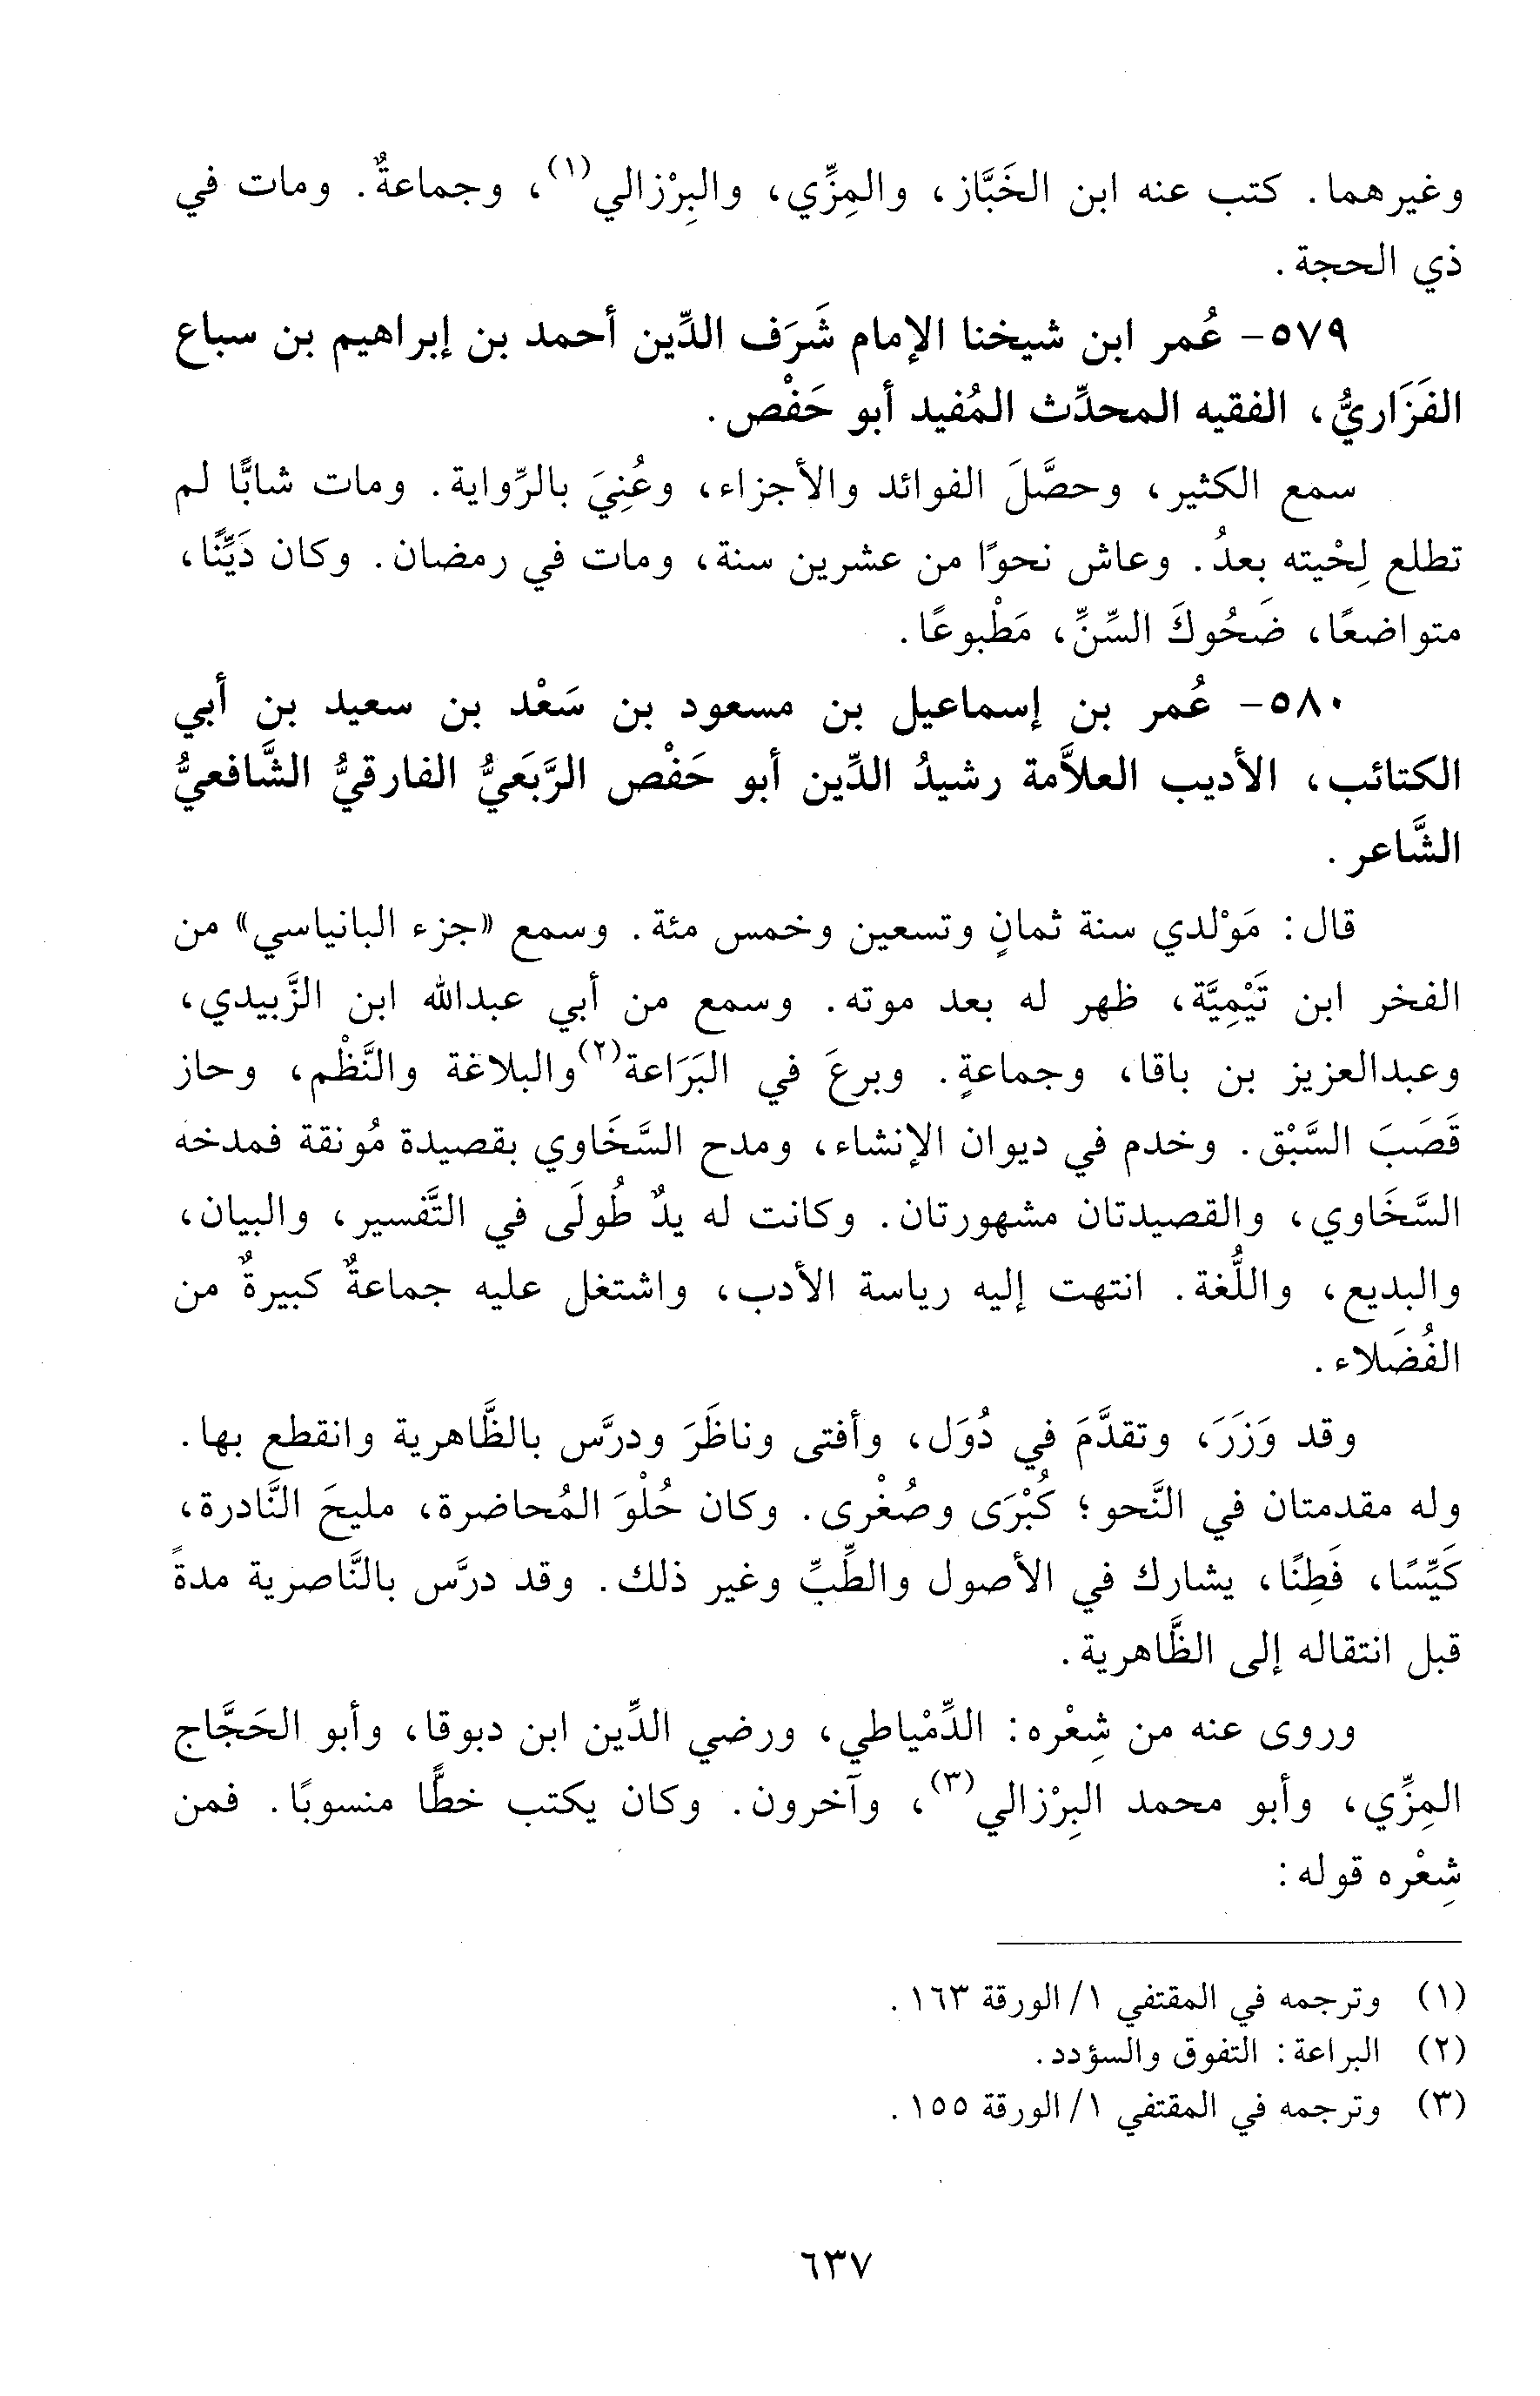 وغيرهما. كتب عنه ابن الخَبَّاز، والمِزِّي، والبِرْزالي(١)، وجماعةٌ. ومات في
ذي الحجة.
٥٧٩- عُمر ابن شيخنا الإمام شَرَف الدِّين أحمد بن إبراهيم بن سباع
الفَزَاريُّ، الفقيه المحدِّث المُفيد أبو حَفْص.
سمع الكثير، وحصَّلَ الفوائد والأجزاء، وعُنِيَ بالرِّواية. ومات شابًّا لم
تطلع لِحْيته بعدُ. وعاش نحوًا من عشرين سنة، ومات في رمضان. وكان دَيِّنًا،
متواضعًا، ضَحُوكَ السِّنِّ، مَطْبوعًا.
٥٨٠- عُمر بن إسماعيل بن مسعود بن سَعْد بن سعيد بن أبي
الكتائب، الأديب العلاَّمة رشيدُ الدِّين أبو حَفْص الرَّبَعيُّ الفارقيُّ الشَّافعيُّ
الشَّاعر.
قال: مَوْلدي سنة ثمانٍ وتسعين وخمس مئة. وسمع «جزء البانياسي» من
الفخر ابن تَيْمِيَّة، ظهر له بعد موته. وسمع من أبي عبدالله ابن الزَّبيدي،
وعبدالعزيز بن باقا، وجماعةٍ. وبرعَ في البَرَاعة(٢) والبلاغة والنَّظْم، وحاز
قَصَبَ السَّبْق. وخدم في ديوان الإنشاء، ومدح السَّخَاوي بقصيدة مُونقة فمدحه
السَّخَاوي، والقصيدتان مشهورتان. وكانت له يدٌ طُولَى في التَّفسير، والبيان،
والبديع، واللُّغة. انتهت إليه رياسة الأدب، واشتغل عليه جماعةٌ كبيرةٌ من
الفُضَلاء.
وقد وَزَرَ، وتقدَّمَ في دُوَل، وأفتى وناظَرَ ودرَّس بالظَّاهرية وانقطع بها.
وله مقدمتان في النَّحو؛ كُبْرَى وصُغْرى. وكان حُلْوَ المُحاضرة، مليحَ النَّادرة،
كَيِّسًا، فَطِنًا، يشارك في الأصول والطِّبِّ وغير ذلك. وقد درَّس بالنَّاصرية مدةً
قبل انتقاله إلى الظَّاهرية.
وروى عنه من شِعْره: الدِّمْياطي، ورضي الدِّين ابن دبوقا، وأبو الحَجَّاج
المِزِّي، وأبو محمد البِرْزالي(٣)، وآخرون. وكان يكتب خطًّا منسوبًا. فمن
شِعْره قوله:
(١) وترجمه في المقتفي ١/ الورقة ١٦٣.
(٢) البراعة: التفوق والسؤدد.
(٣) وترجمه في المقتفي ١/ الورقة ١٥٥.
٦٣٧